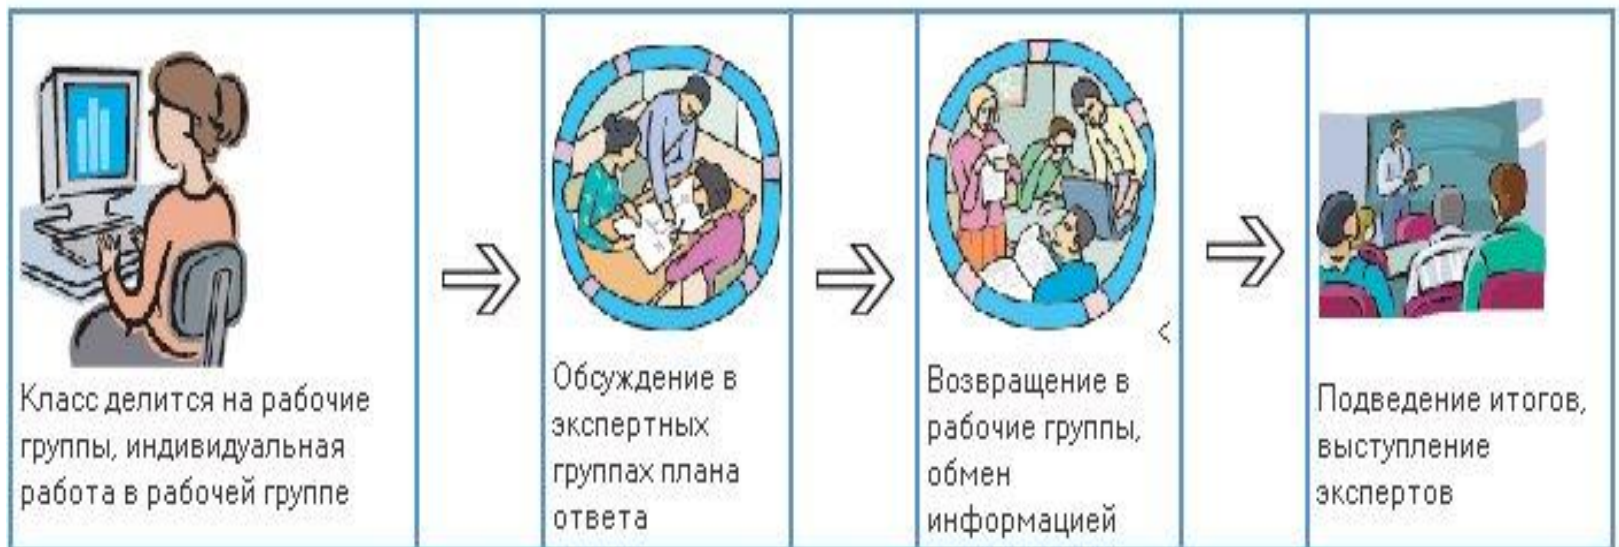 Класс делится на рабочие
группы, индивидуальная
работа в рабочей группе
Обсуждение в
экспертных
группах плана
ответа
Возвращение в
рабочие группы,
обмен
информацией
Подведение итогов,
выступление
экспертов